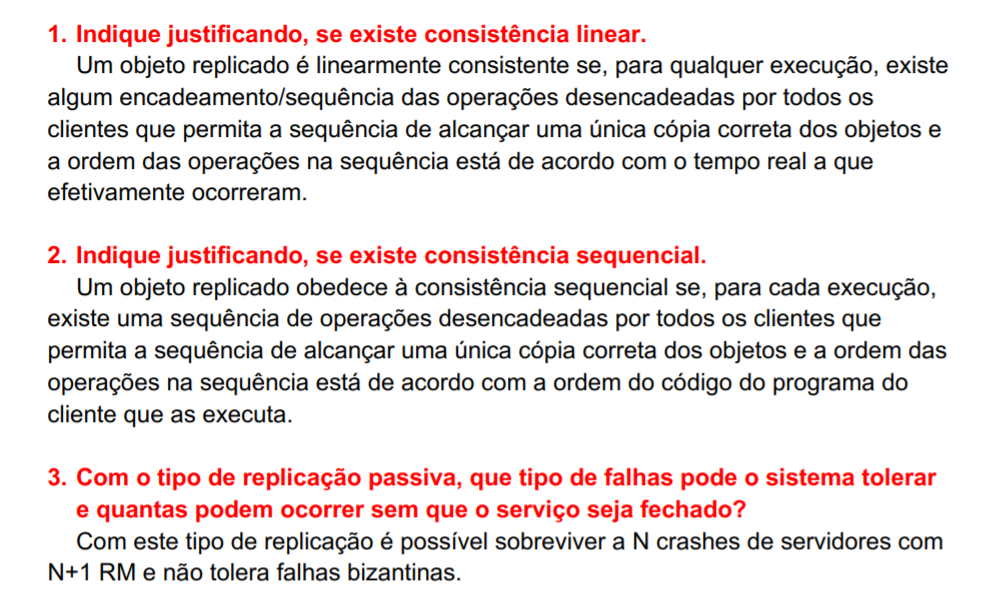 1. Indique justificando, se existe consistência linear.
Um objeto replicado é linearmente consistente se, para qualquer execução, existe
algum encadeamento/sequência das operações desencadeadas por todos os
clientes que permita a sequência de alcançar uma única cópia correta dos objetos e
a ordem das operações na sequência está de acordo com o tempo real a que
efetivamente ocorreram.
2. Indique justificando, se existe consistência sequencial.
Um objeto replicado obedece à consistência sequencial se, para cada execução,
existe uma sequência de operações desencadeadas por todos os clientes que
permita a sequência de alcançar uma única cópia correta dos objetos e a ordem das
operações na sequência está de acordo com a ordem do código do programa do
cliente que as executa.
3. Com o tipo de replicação passiva, que tipo de falhas pode o sistema tolerar
e quantas podem ocorrer sem que o serviço seja fechado?
Com este tipo de replicação é possível sobreviver a N crashes de servidores com
N+1 RM e não tolera falhas bizantinas.